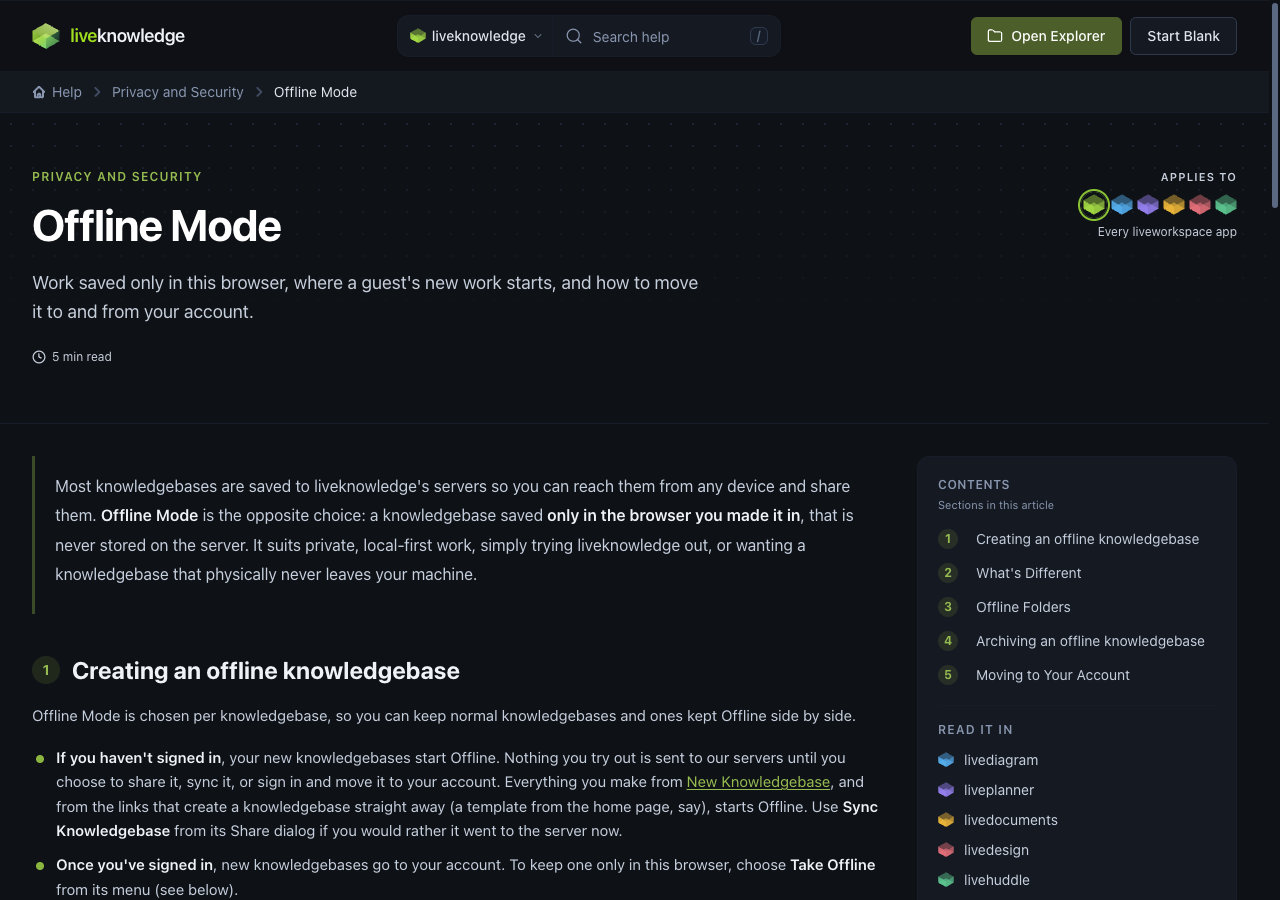 liveknowledge
liveknowledge
Search help
/
Open Explorer
Start Blank
Help
Privacy and Security
Offline Mode
PRIVACY AND SECURITY
Offline Mode
Work saved only in this browser, where a guest's new work starts, and how to move
it to and from your account.
5 min read
APPLIES TO
Every liveworkspace app
Most knowledgebases are saved to liveknowledge's servers so you can reach them from any device and share
them. Offline Mode is the opposite choice: a knowledgebase saved only in the browser you made it in, that is
never stored on the server. It suits private, local-first work, simply trying liveknowledge out, or wanting a
knowledgebase that physically never leaves your machine.
1
Creating an offline knowledgebase
Offline Mode is chosen per knowledgebase, so you can keep normal knowledgebases and ones kept Offline side by side.
If you haven't signed in, your new knowledgebases start Offline. Nothing you try out is sent to our servers until you
choose to share it, sync it, or sign in and move it to your account. Everything you make from New Knowledgebase, and
from the links that create a knowledgebase straight away (a template from the home page, say), starts Offline. Use Sync
Knowledgebase from its Share dialog if you would rather it went to the server now.
Once you've signed in, new knowledgebases go to your account. To keep one only in this browser, choose Take Offline
from its menu (see below).
CONTENTS
Sections in this article
1 Creating an offline knowledgebase
2 What's Different
3 Offline Folders
4 Archiving an offline knowledgebase
5 Moving to Your Account
READ IT IN
livediagram
liveplanner
livedocuments
livedesign
livehuddle